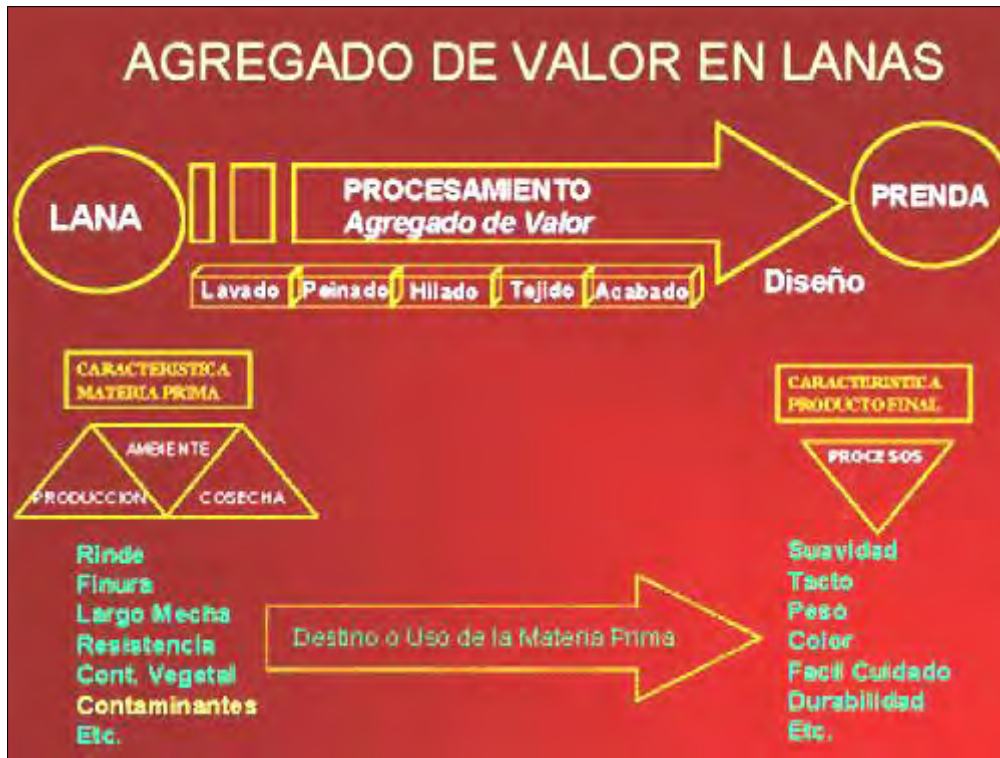 AGREGADO DE VALOR EN LANAS
LANA
PROCESAMIENTO
Agregado de Valor
PRENDA
Lavado Peinado Hilado Tejido Acabado
Diseño
CARACTERISTICA
MATERIA PRIMA
AMBIENTE
PRODUCCION COSECHA
CARACTERISTICA
PRODUCTO FINAL
PROCESOS
Rinde
Finura
Largo Mecha
Resistencia
Cont. Vegetal
Contaminantes
Etc.
Destino o Uso de la Materia Prima
Suavidad
Tacto
Peso
Color
Facil Cuidado
Durabilidad
Etc.